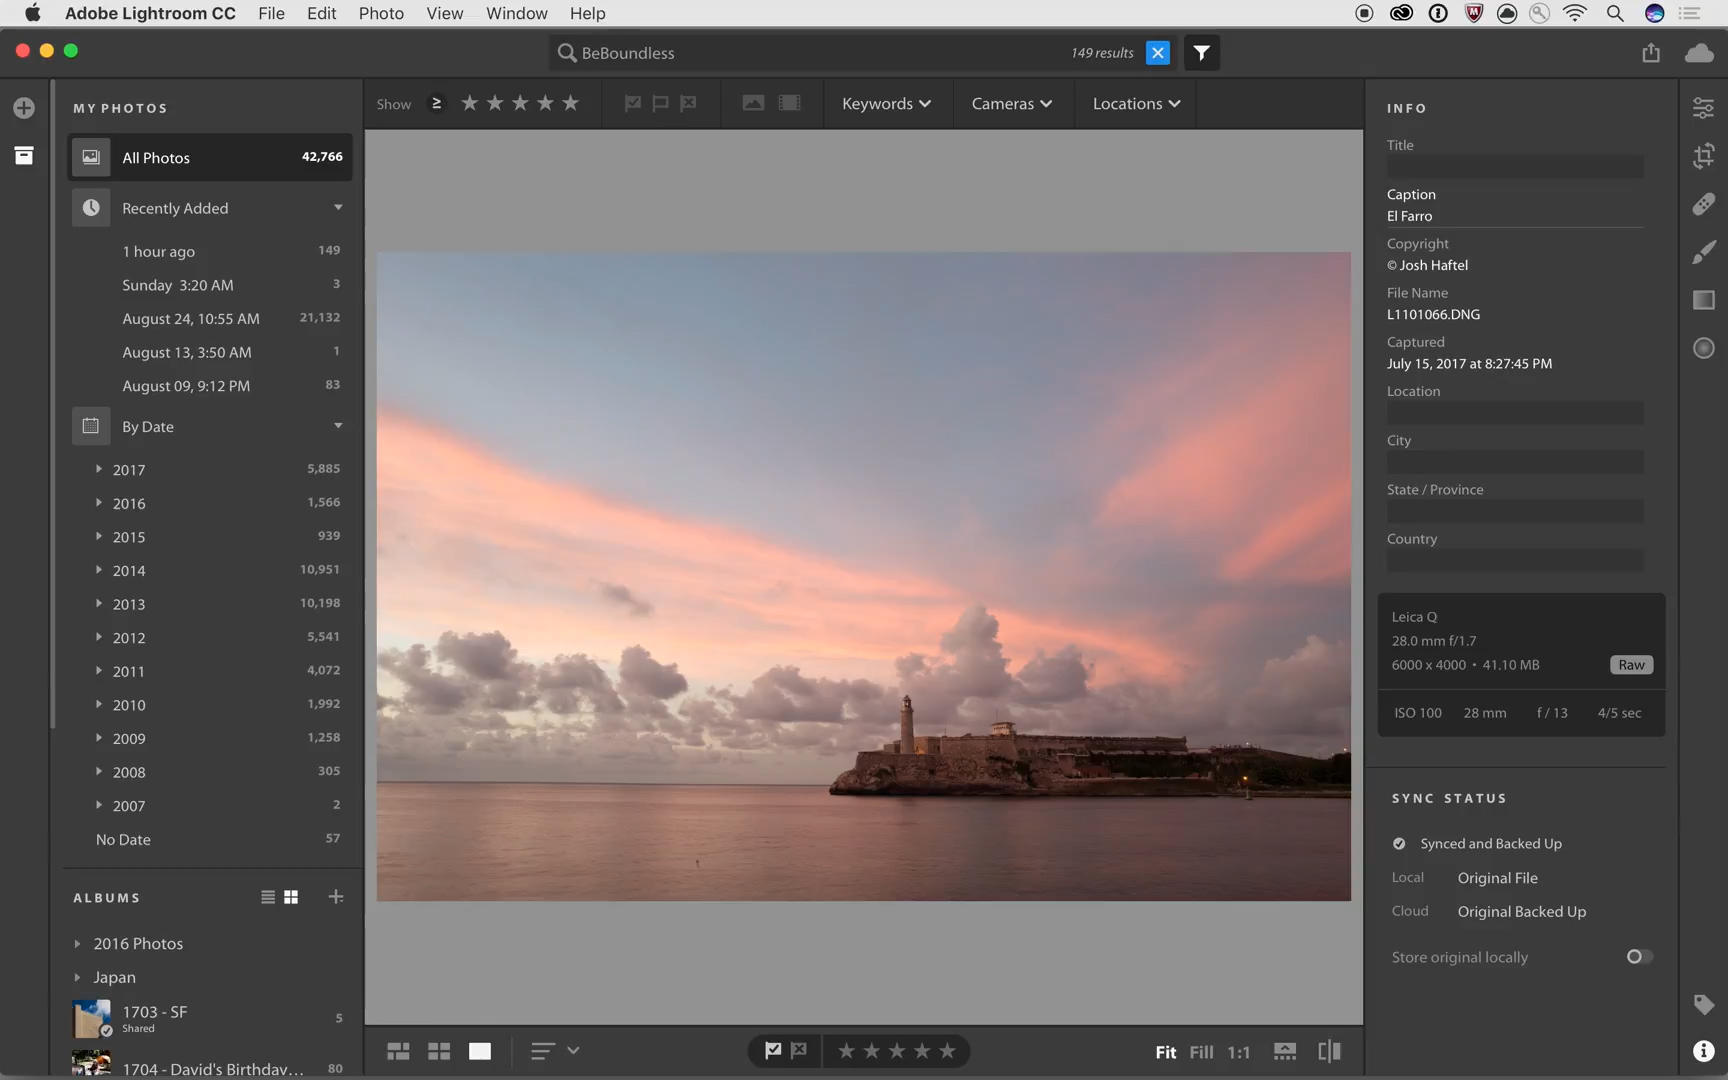 Adobe Lightroom CC File Edit Photo View Window Help
BeBoundless 149 results
MY PHOTOS
All Photos 42,766
Recently Added
1 hour ago 149
Sunday 3:20 AM 3
August 24, 10:55 AM 21,132
August 13, 3:50 AM 1
August 09, 9:12 PM 83
By Date
2017 5,885
2016 1,566
2015 939
2014 10,951
2013 10,198
2012 5,541
2011 4,072
2010 1,992
2009 1,258
2008 305
2007 2
No Date 57
ALBUMS
2016 Photos
Japan
1703 - SF 5
Shared
1704 - David's Birthday... 80
Show ≥ Keywords Cameras Locations
Fit Fill 1:1
INFO
Title
Caption
El Farro
Copyright
© Josh Haftel
File Name
L1101066.DNG
Captured
July 15, 2017 at 8:27:45 PM
Location
City
State / Province
Country
Leica Q
28.0 mm f/1.7
6000 x 4000 • 41.10 MB Raw
ISO 100 28 mm f / 13 4/5 sec
SYNC STATUS
Synced and Backed Up
Local Original File
Cloud Original Backed Up
Store original locally